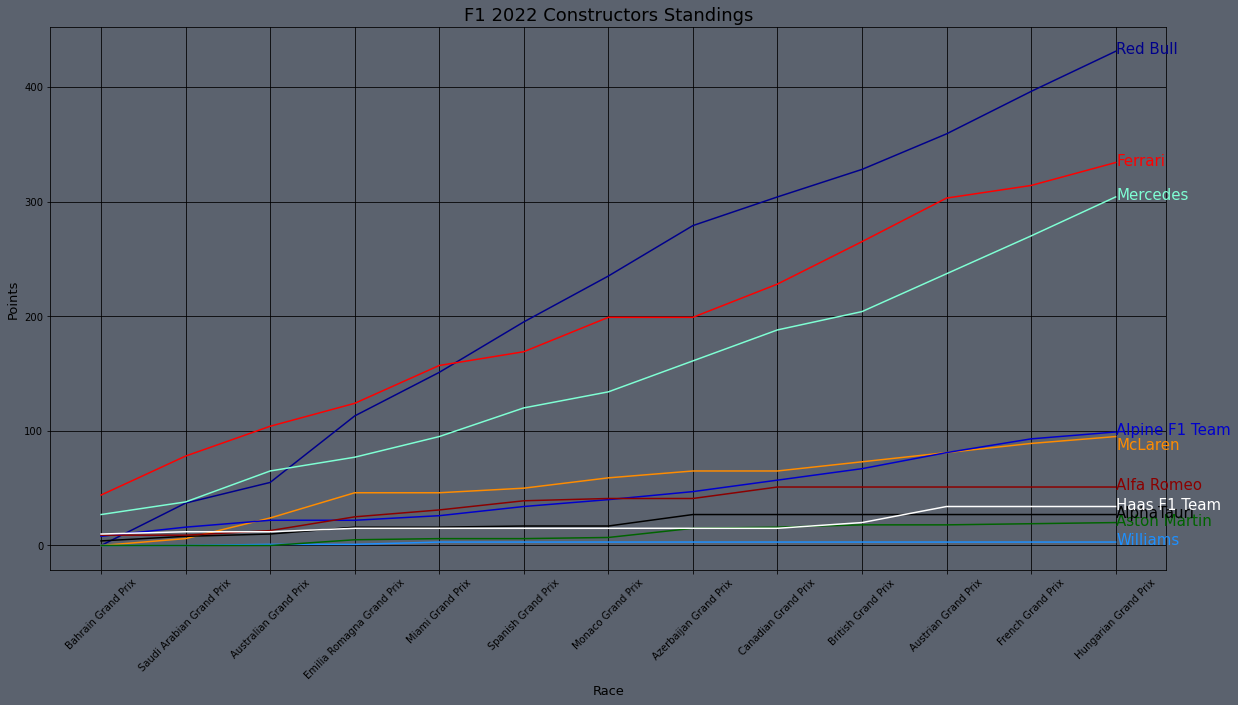 F1 2022 Constructors Standings
Points
400
300
200
100
0
Red Bull
Ferrari
Mercedes
Alpine F1 Team
McLaren
Alfa Romeo
Haas F1 Team
AlphaTauri
Aston Martin
Williams
Bahrain Grand Prix
Saudi Arabian Grand Prix
Australian Grand Prix
Emilia Romagna Grand Prix
Miami Grand Prix
Spanish Grand Prix
Monaco Grand Prix
Azerbaijan Grand Prix
Canadian Grand Prix
British Grand Prix
Austrian Grand Prix
French Grand Prix
Hungarian Grand Prix
Race